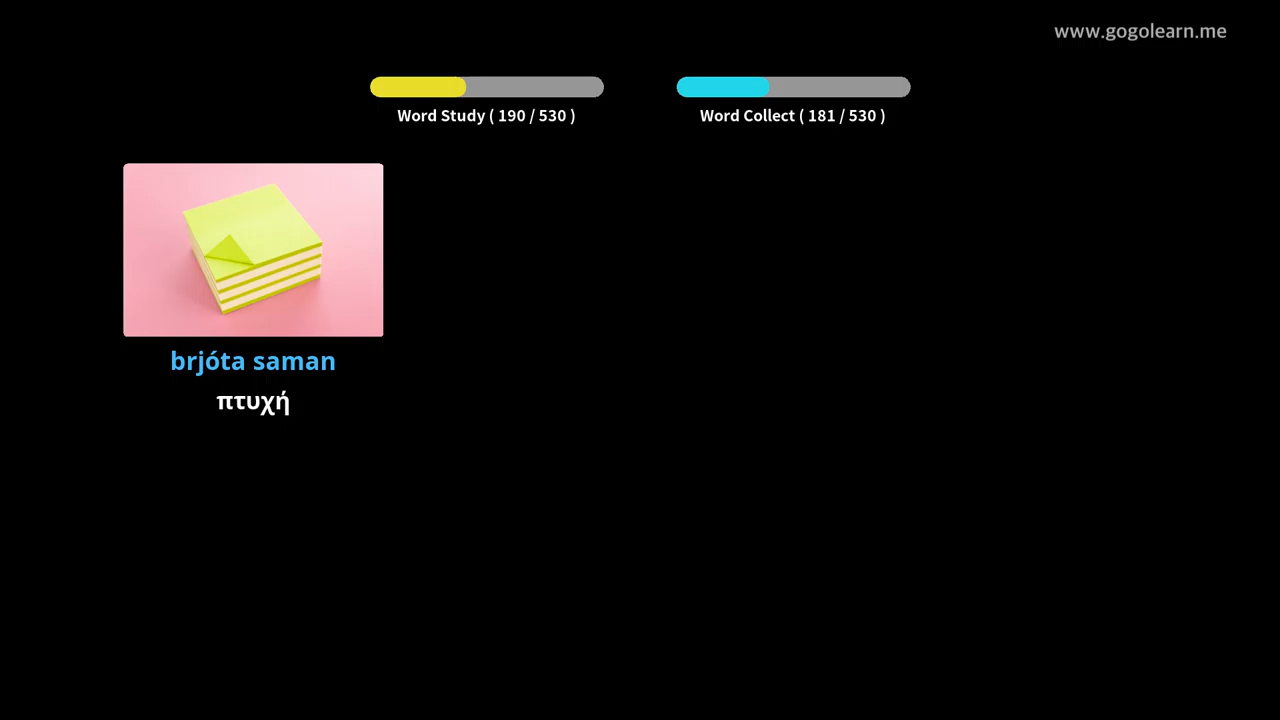 www.gogolearn.me
Word Study ( 190 / 530 )
Word Collect ( 181 / 530 )
brjóta saman
πτυχή